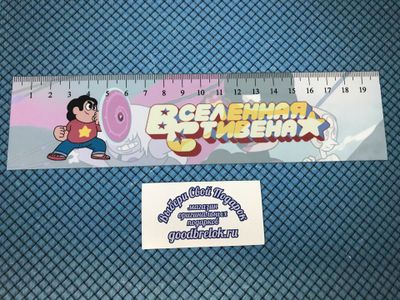 1 2 3 4 5 6 7 8 9 10 11 12 13 14 15 16 17 18 19
ВСЕЛЕННАЯ
СТИВЕНА
Выбери Свой Подарок
магазин
оригинальных
подарков
goodbrelok.ru